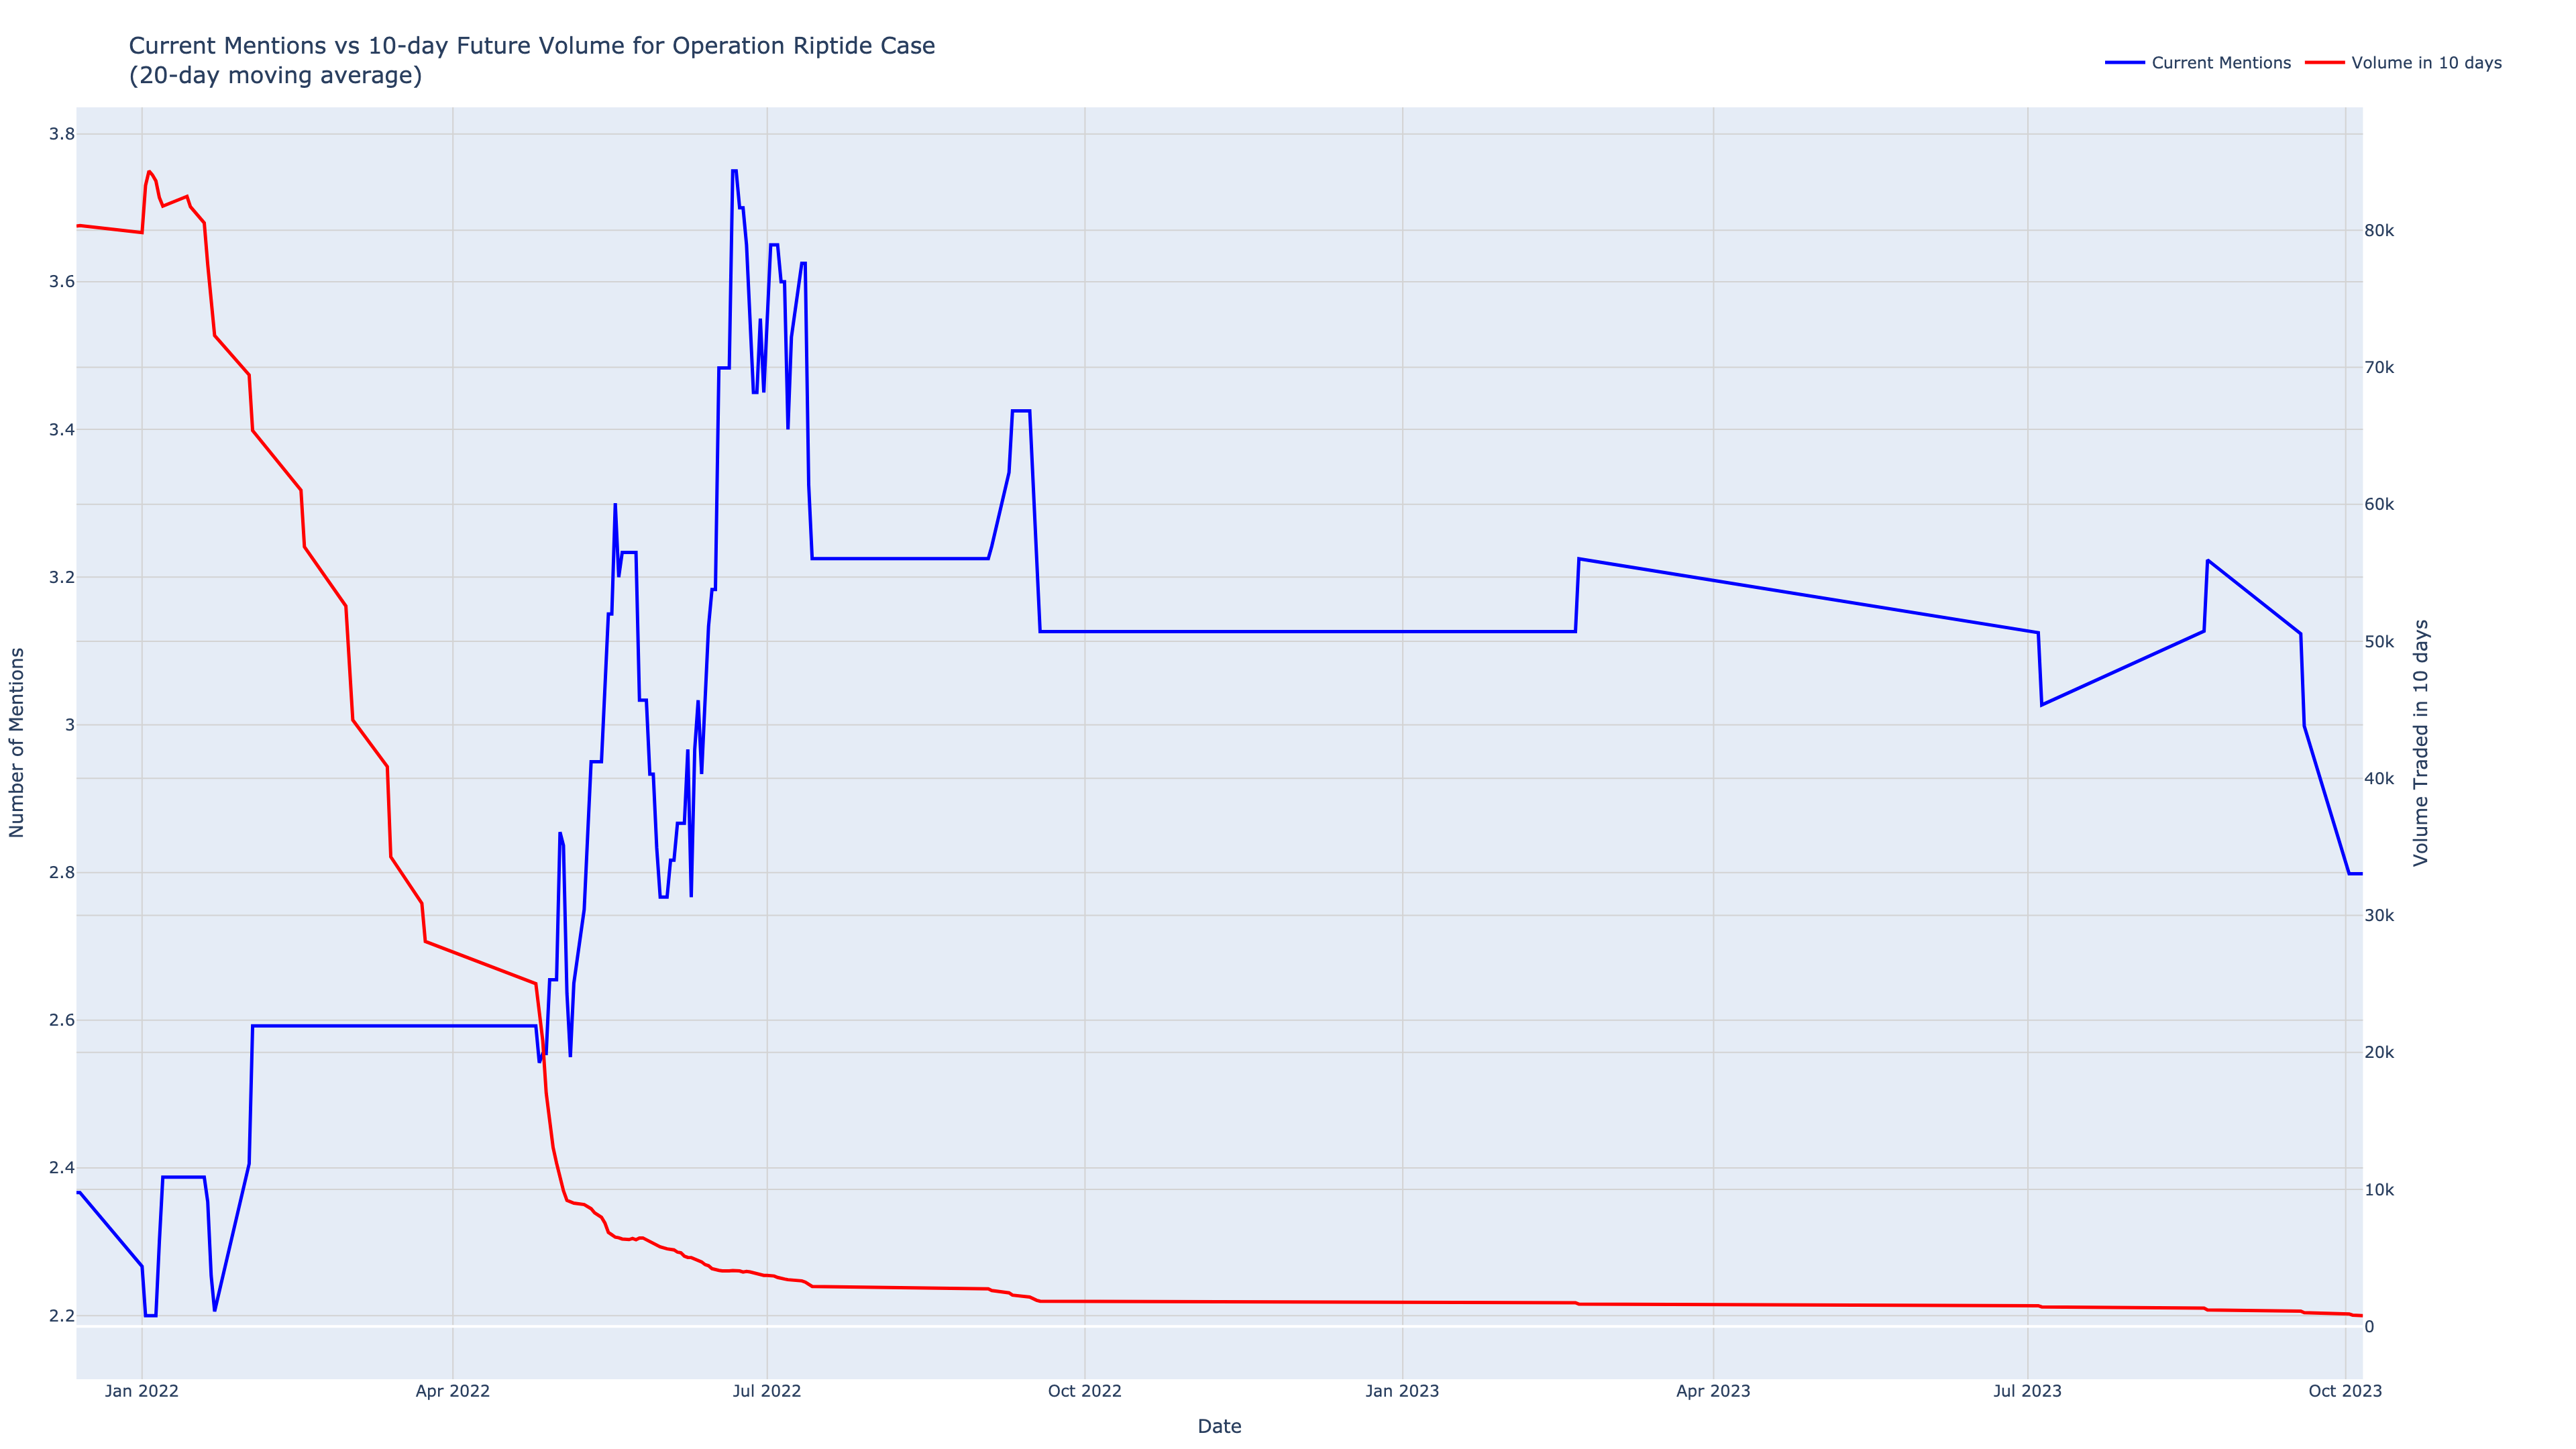 Current Mentions vs 10-day Future Volume for Operation Riptide Case
(20-day moving average)
Current Mentions
Volume in 10 days
3.8
3.6
3.4
3.2
3
2.8
2.6
2.4
2.2
Number of Mentions
80k
70k
60k
50k
40k
30k
20k
10k
0
Volume Traded in 10 days
Jan 2022
Apr 2022
Jul 2022
Oct 2022
Jan 2023
Apr 2023
Jul 2023
Oct 2023
Date